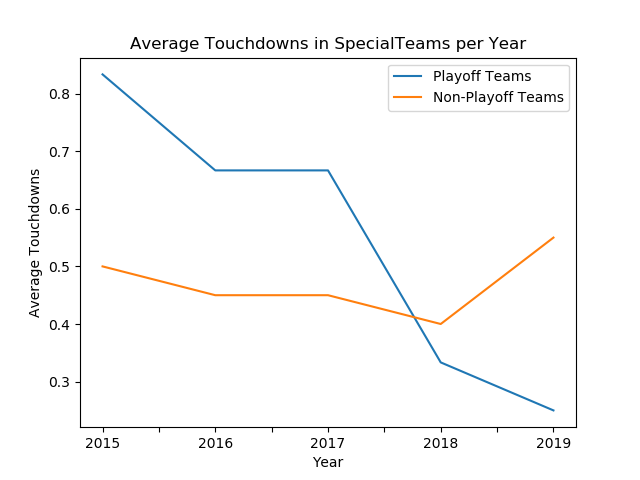 Average Touchdowns in SpecialTeams per Year
Playoff Teams
Non-Playoff Teams
Average Touchdowns
0.8
0.7
0.6
0.5
0.4
0.3
2015 2016 2017 2018 2019
Year